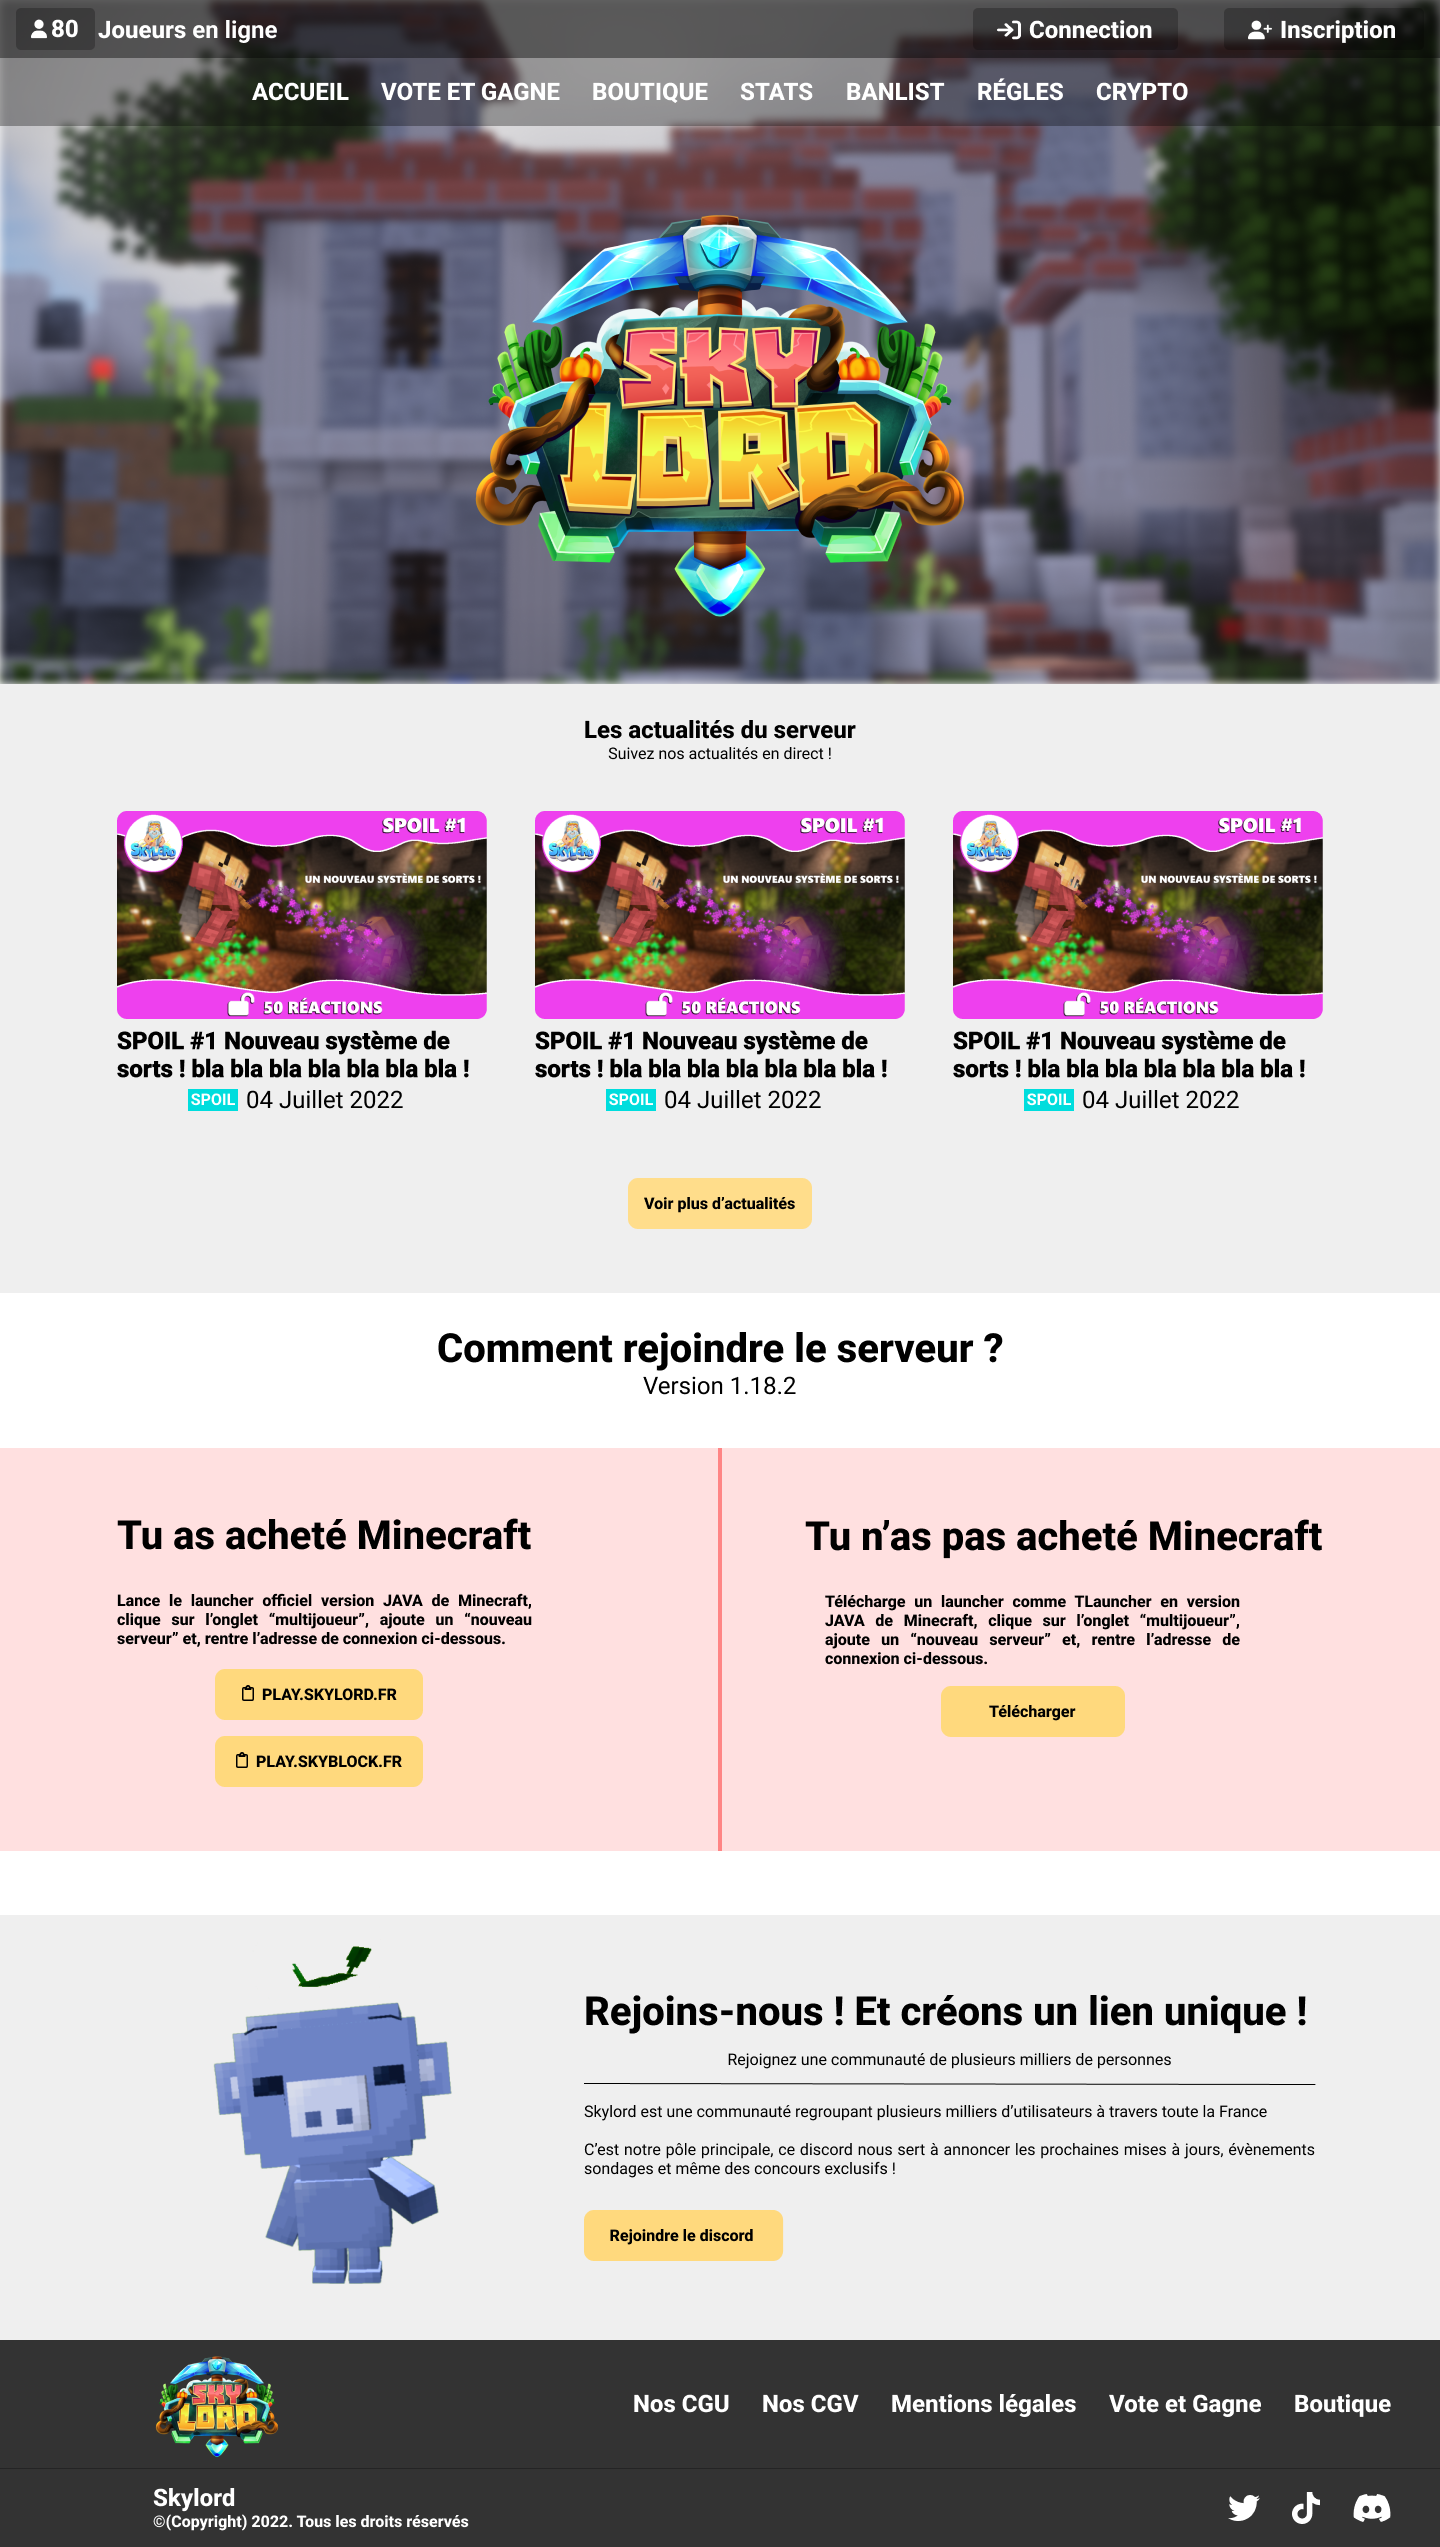 80 Joueurs en ligne
Connection
Inscription
ACCUEIL VOTE ET GAGNE BOUTIQUE STATS BANLIST RÉGLES CRYPTO
SKY
LORD
Les actualités du serveur
Suivez nos actualités en direct !
SPOIL #1
SKYLORD
UN NOUVEAU SYSTÈME DE SORTS !
50 RÉACTIONS
SPOIL #1 Nouveau système de
sorts ! bla bla bla bla bla bla bla !
SPOIL 04 Juillet 2022
SPOIL #1
SKYLORD
UN NOUVEAU SYSTÈME DE SORTS !
50 RÉACTIONS
SPOIL #1 Nouveau système de
sorts ! bla bla bla bla bla bla bla !
SPOIL 04 Juillet 2022
SPOIL #1
SKYLORD
UN NOUVEAU SYSTÈME DE SORTS !
50 RÉACTIONS
SPOIL #1 Nouveau système de
sorts ! bla bla bla bla bla bla bla !
SPOIL 04 Juillet 2022
Voir plus d’actualités
Comment rejoindre le serveur ?
Version 1.18.2
Tu as acheté Minecraft
Lance le launcher officiel version JAVA de Minecraft,
clique sur l’onglet “multijoueur”, ajoute un “nouveau
serveur” et, rentre l’adresse de connexion ci-dessous.
PLAY.SKYLORD.FR
PLAY.SKYBLOCK.FR
Tu n’as pas acheté Minecraft
Télécharge un launcher comme TLauncher en version
JAVA de Minecraft, clique sur l’onglet “multijoueur”,
ajoute un “nouveau serveur” et, rentre l’adresse de
connexion ci-dessous.
Télécharger
Rejoins-nous ! Et créons un lien unique !
Rejoignez une communauté de plusieurs milliers de personnes
Skylord est une communauté regroupant plusieurs milliers d’utilisateurs à travers toute la France
C’est notre pôle principale, ce discord nous sert à annoncer les prochaines mises à jours, évènements
sondages et même des concours exclusifs !
Rejoindre le discord
SKY
LORD
Nos CGU Nos CGV Mentions légales Vote et Gagne Boutique
Skylord
©(Copyright) 2022. Tous les droits réservés